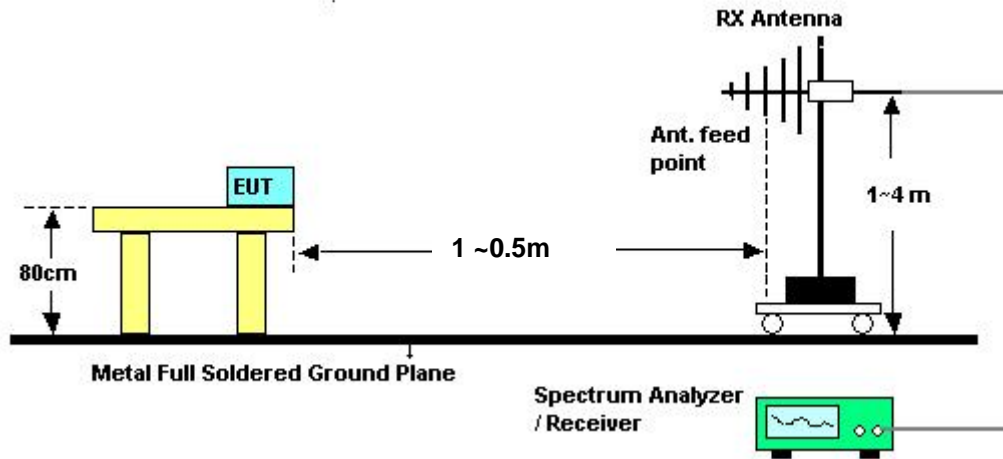 RX Antenna
Ant. feed
point
EUT
1~4 m
1 ~0.5m
80cm
Metal Full Soldered Ground Plane
Spectrum Analyzer
/ Receiver